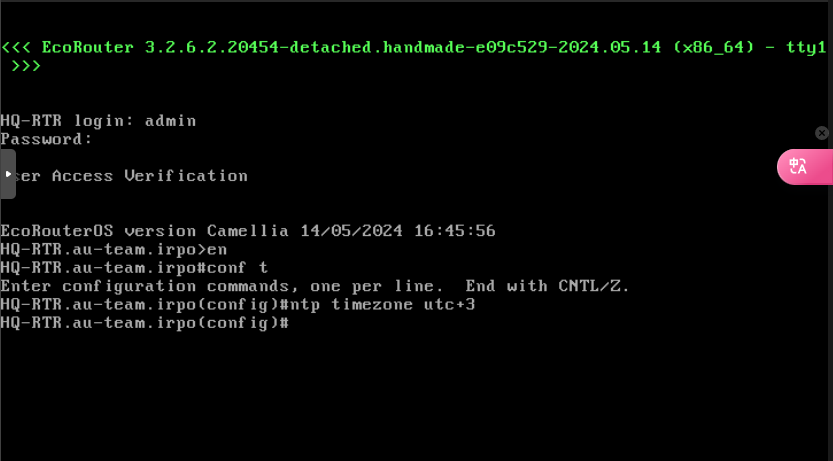 <<< EcoRouter 3.2.6.2.20454-detached.handmade-e09c529-2024.05.14 (x86_64) - tty1
>>>
HQ-RTR login: admin
Password:
ser Access Verification
EcoRouterOS version Camellia 14/05/2024 16:45:56
HQ-RTR.au-team.irpo>en
HQ-RTR.au-team.irpo#conf t
Enter configuration commands, one per line.  End with CNTL/Z.
HQ-RTR.au-team.irpo(config)#ntp timezone utc+3
HQ-RTR.au-team.irpo(config)#
中A